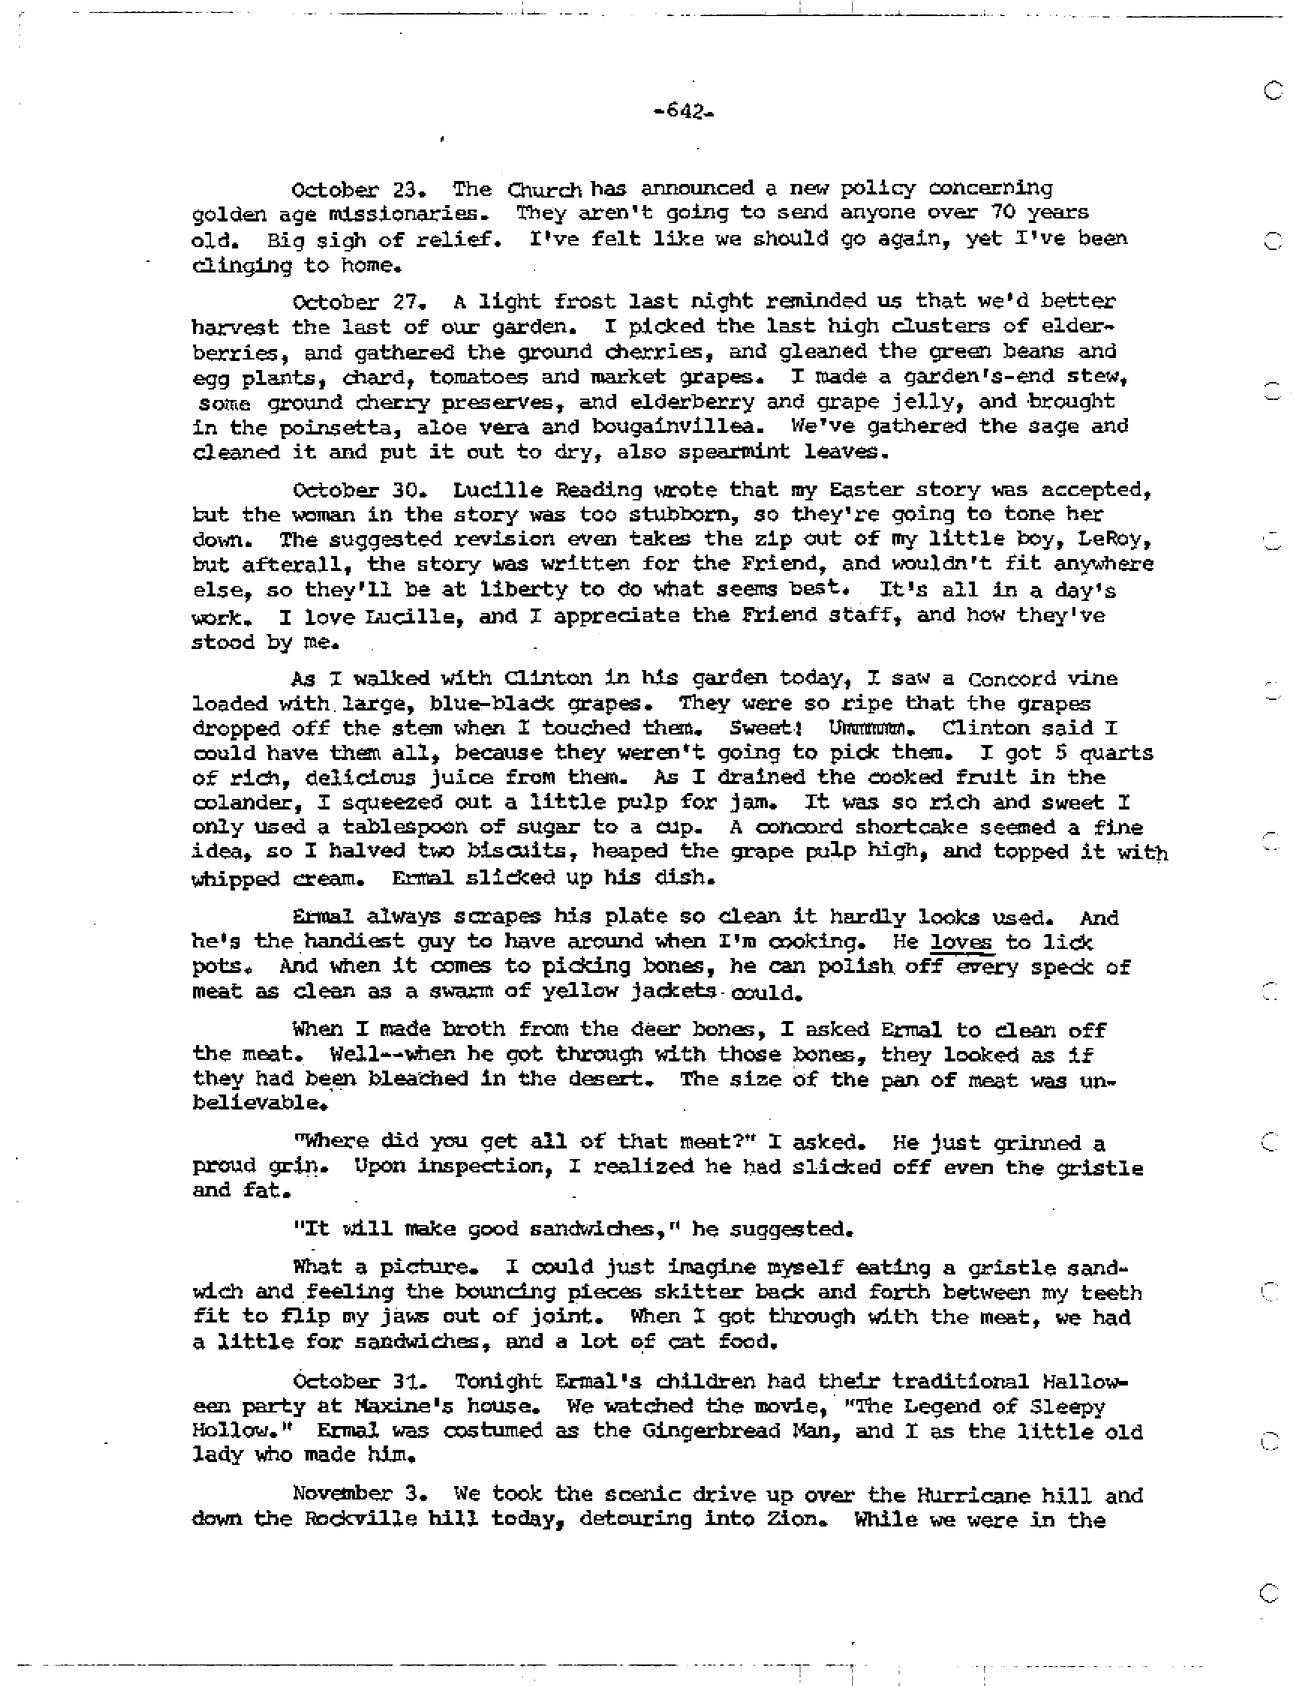 -642-
October 23. The Church has announced a new policy concerning
golden age missionaries. They aren't going to send anyone over 70 years
old. Big sigh of relief. I've felt like we should go again, yet I've been
clinging to home.
October 27. A light frost last night reminded us that we'd better
harvest the last of our garden. I picked the last high clusters of elder-
berries, and gathered the ground cherries, and gleaned the green beans and
egg plants, chard, tomatoes and market grapes. I made a garden's-end stew,
some ground cherry preserves, and elderberry and grape jelly, and brought
in the poinsetta, aloe vera and bougainvillea. We've gathered the sage and
cleaned it and put it out to dry, also spearmint leaves.
October 30. Lucille Reading wrote that my Easter story was accepted,
but the woman in the story was too stubborn, so they're going to tone her
down. The suggested revision even takes the zip out of my little boy, LeRoy,
but afterall, the story was written for the Friend, and wouldn't fit anywhere
else, so they'll be at liberty to do what seems best. It's all in a day's
work. I love Lucille, and I appreciate the Friend staff, and how they've
stood by me.
As I walked with Clinton in his garden today, I saw a Concord vine
loaded with large, blue-black grapes. They were so ripe that the grapes
dropped off the stem when I touched them. Sweet! Ummmmmm. Clinton said I
could have them all, because they weren't going to pick them. I got 5 quarts
of rich, delicious juice from them. As I drained the cooked fruit in the
colander, I squeezed out a little pulp for jam. It was so rich and sweet I
only used a tablespoon of sugar to a cup. A concord shortcake seemed a fine
idea, so I halved two biscuits, heaped the grape pulp high, and topped it with
whipped cream. Ermal slicked up his dish.
Ermal always scrapes his plate so clean it hardly looks used. And
he's the handiest guy to have around when I'm cooking. He loves to lick
pots. And when it comes to picking bones, he can polish off every speck of
meat as clean as a swarm of yellow jackets could.
When I made broth from the deer bones, I asked Ermal to clean off
the meat. Well--when he got through with those bones, they looked as if
they had been bleached in the desert. The size of the pan of meat was un-
believable.
"Where did you get all of that meat?" I asked. He just grinned a
proud grin. Upon inspection, I realized he had slicked off even the gristle
and fat.
"It will make good sandwiches," he suggested.
What a picture. I could just imagine myself eating a gristle sand-
wich and feeling the bouncing pieces skitter back and forth between my teeth
fit to flip my jaws out of joint. When I got through with the meat, we had
a little for sandwiches, and a lot of cat food.
October 31. Tonight Ermal's children had their traditional Hallow-
een party at Maxine's house. We watched the movie, "The Legend of Sleepy
Hollow." Ermal was costumed as the Gingerbread Man, and I as the little old
lady who made him.
November 3. We took the scenic drive up over the Hurricane hill and
down the Rockville hill today, detouring into Zion. While we were in the